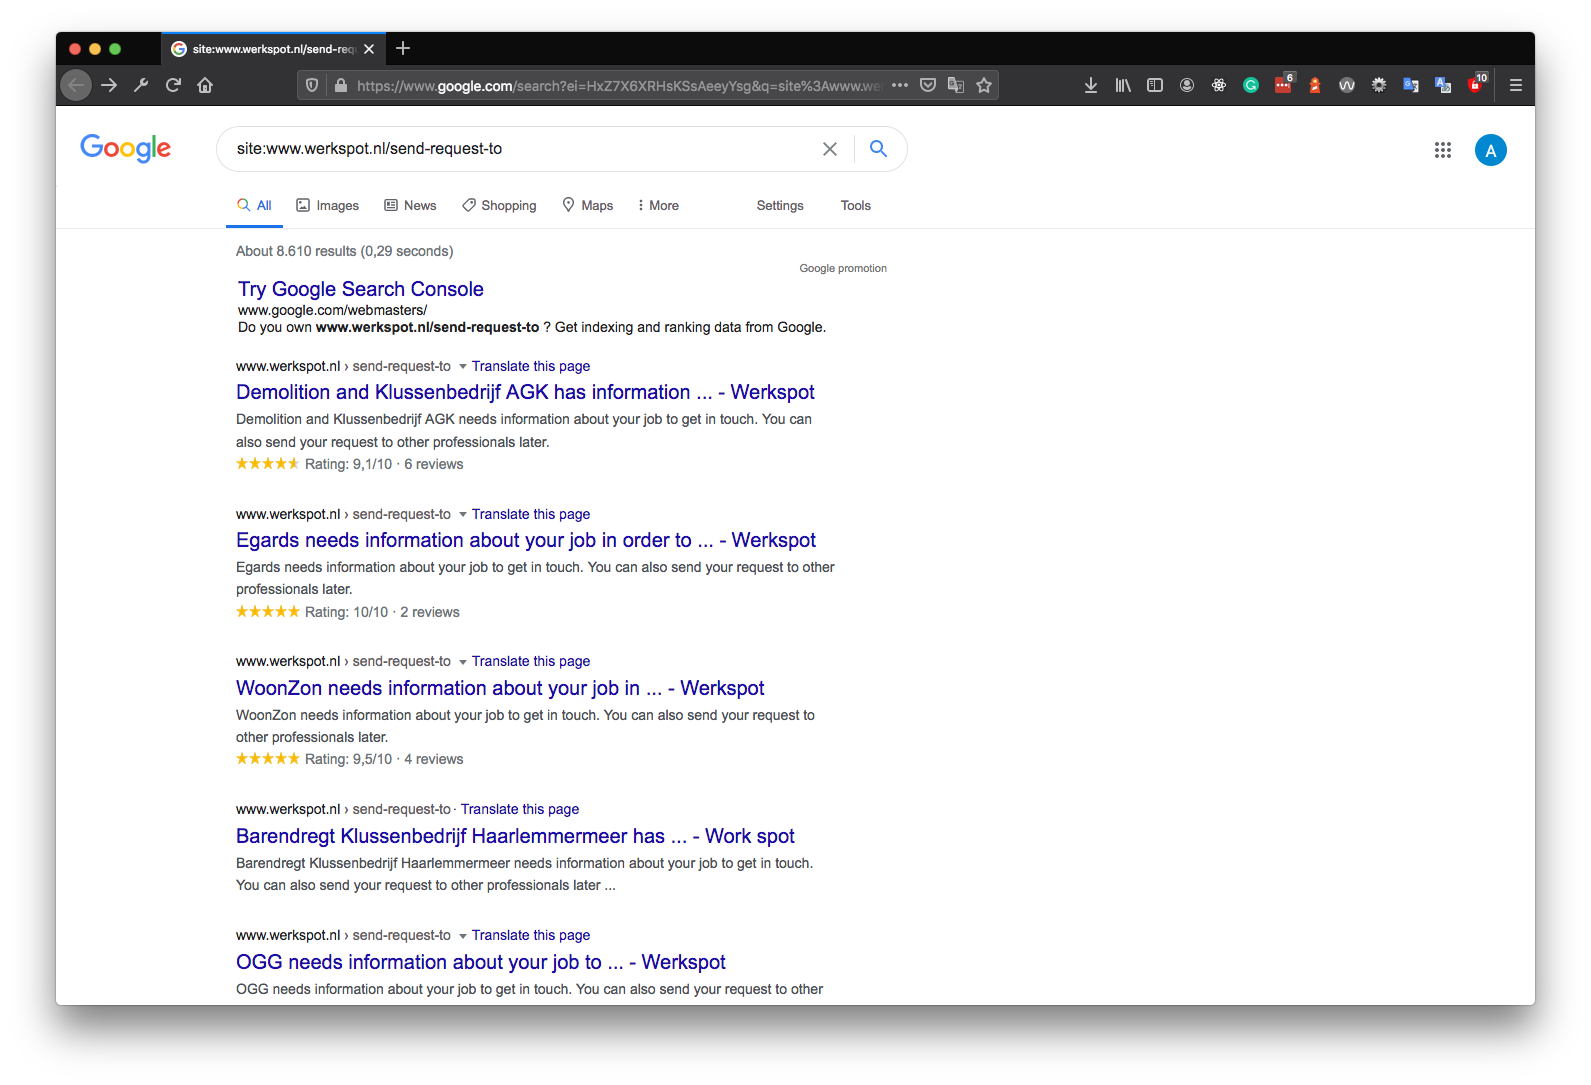 site:www.werkspot.nl/send-requ
https://www.google.com/search?ei=HxZ7X6XRHsKSsAeeyYsg&q=site%3Awww.we
6
10
Google
site:www.werkspot.nl/send-request-to
A
All Images News Shopping Maps More Settings Tools
About 8.610 results (0,29 seconds)
Google promotion
Try Google Search Console
www.google.com/webmasters/
Do you own www.werkspot.nl/send-request-to ? Get indexing and ranking data from Google.
www.werkspot.nl › send-request-to Translate this page
Demolition and Klussenbedrijf AGK has information ... - Werkspot
Demolition and Klussenbedrijf AGK needs information about your job to get in touch. You can
also send your request to other professionals later.
Rating: 9,1/10 · 6 reviews
www.werkspot.nl › send-request-to Translate this page
Egards needs information about your job in order to ... - Werkspot
Egards needs information about your job to get in touch. You can also send your request to other
professionals later.
Rating: 10/10 · 2 reviews
www.werkspot.nl › send-request-to Translate this page
WoonZon needs information about your job in ... - Werkspot
WoonZon needs information about your job to get in touch. You can also send your request to
other professionals later.
Rating: 9,5/10 · 4 reviews
www.werkspot.nl › send-request-to · Translate this page
Barendregt Klussenbedrijf Haarlemmermeer has ... - Work spot
Barendregt Klussenbedrijf Haarlemmermeer needs information about your job to get in touch.
You can also send your request to other professionals later ...
www.werkspot.nl › send-request-to Translate this page
OGG needs information about your job to ... - Werkspot
OGG needs information about your job to get in touch. You can also send your request to other